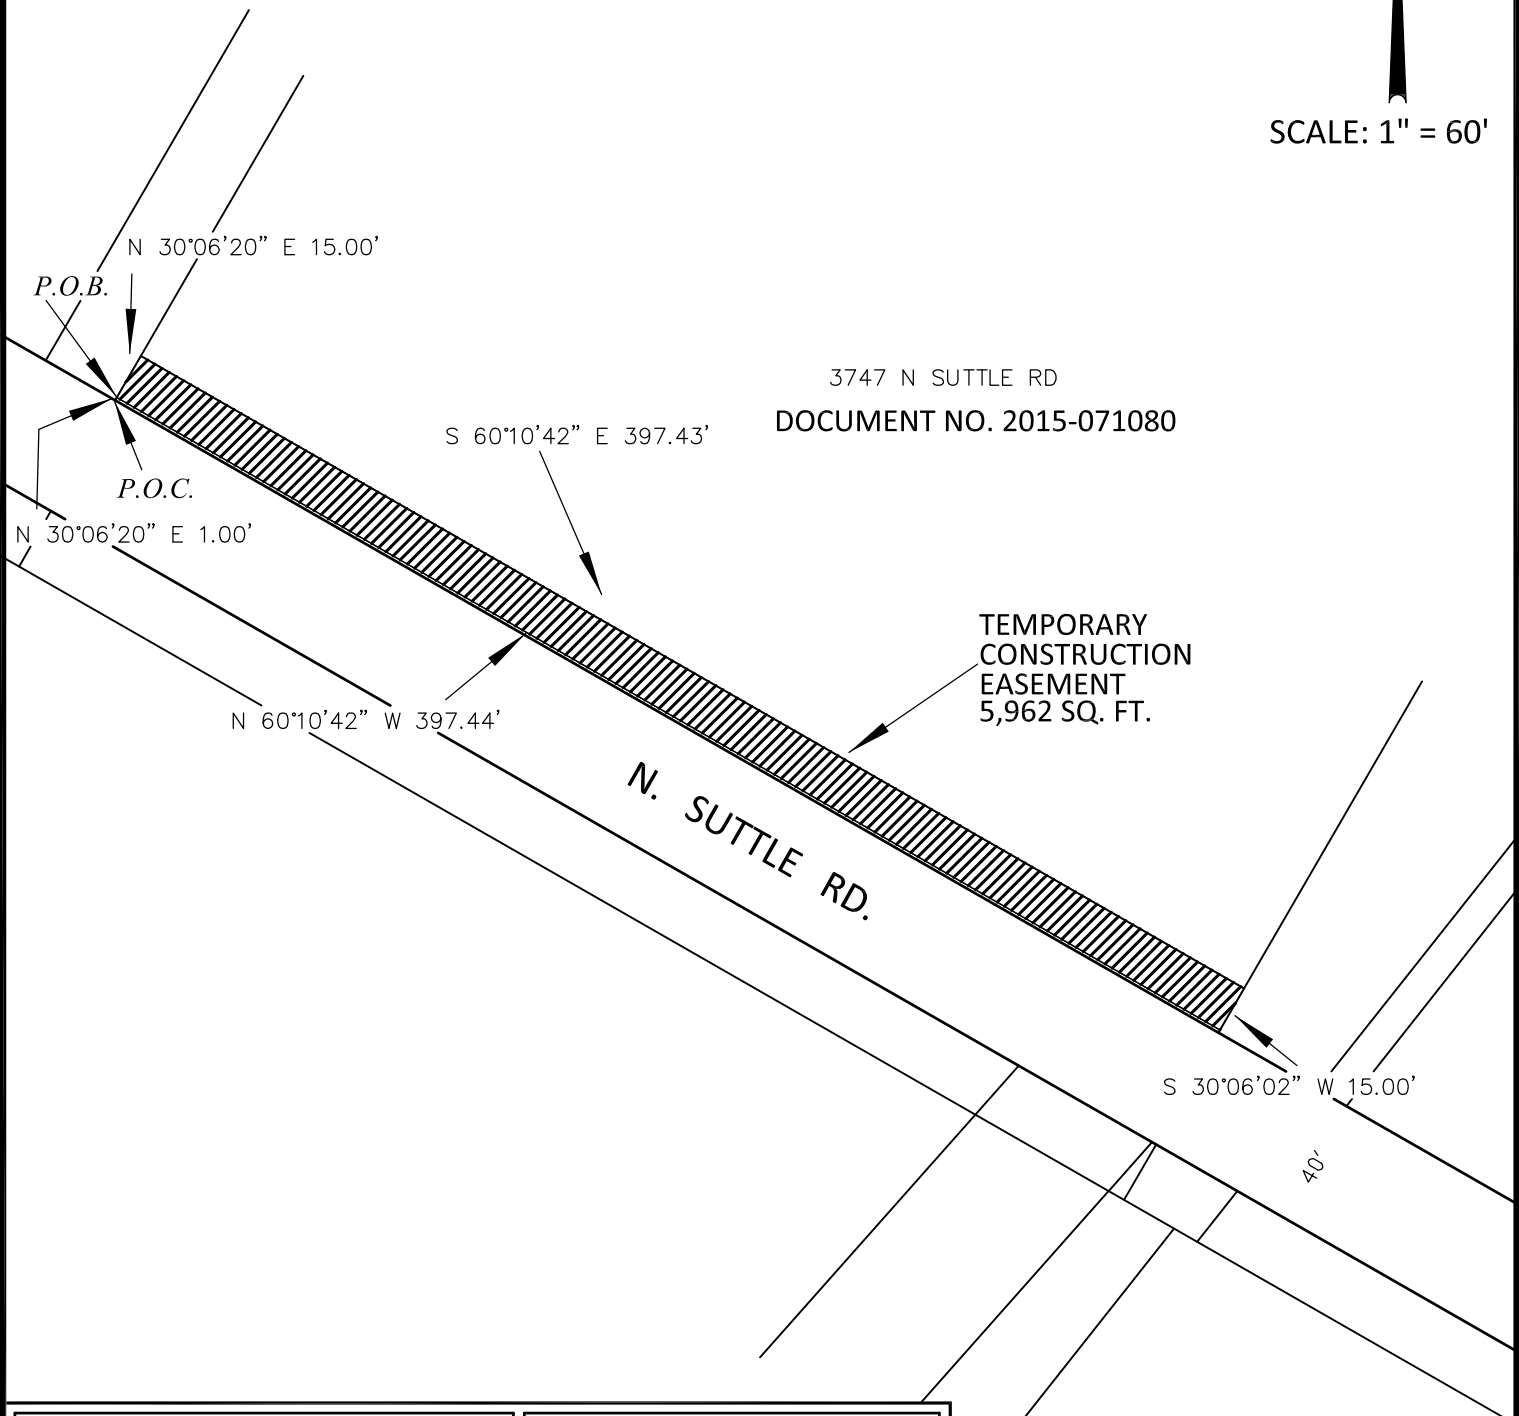 SCALE: 1" = 60'
N 30°06'20" E 15.00'
P.O.B.
3747 N SUTTLE RD
DOCUMENT NO. 2015-071080
S 60°10'42" E 397.43'
P.O.C.
N 30°06'20" E 1.00'
TEMPORARY
CONSTRUCTION
EASEMENT
5,962 SQ. FT.
N 60°10'42" W 397.44'
N. SUTTLE RD.
S 30°06'02" W 15.00'
40'